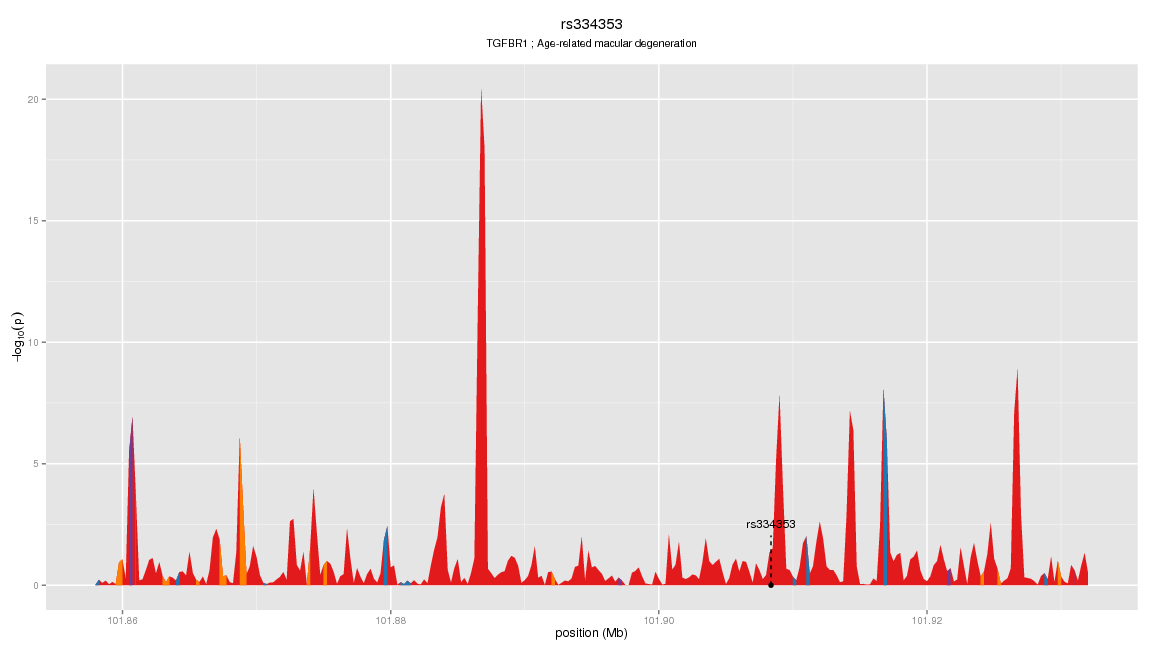 rs334353
TGFBR1 ; Age-related macular degeneration
20
15
10
5
0
−log10(p)
rs334353
101.86
101.88
101.90
101.92
position (Mb)